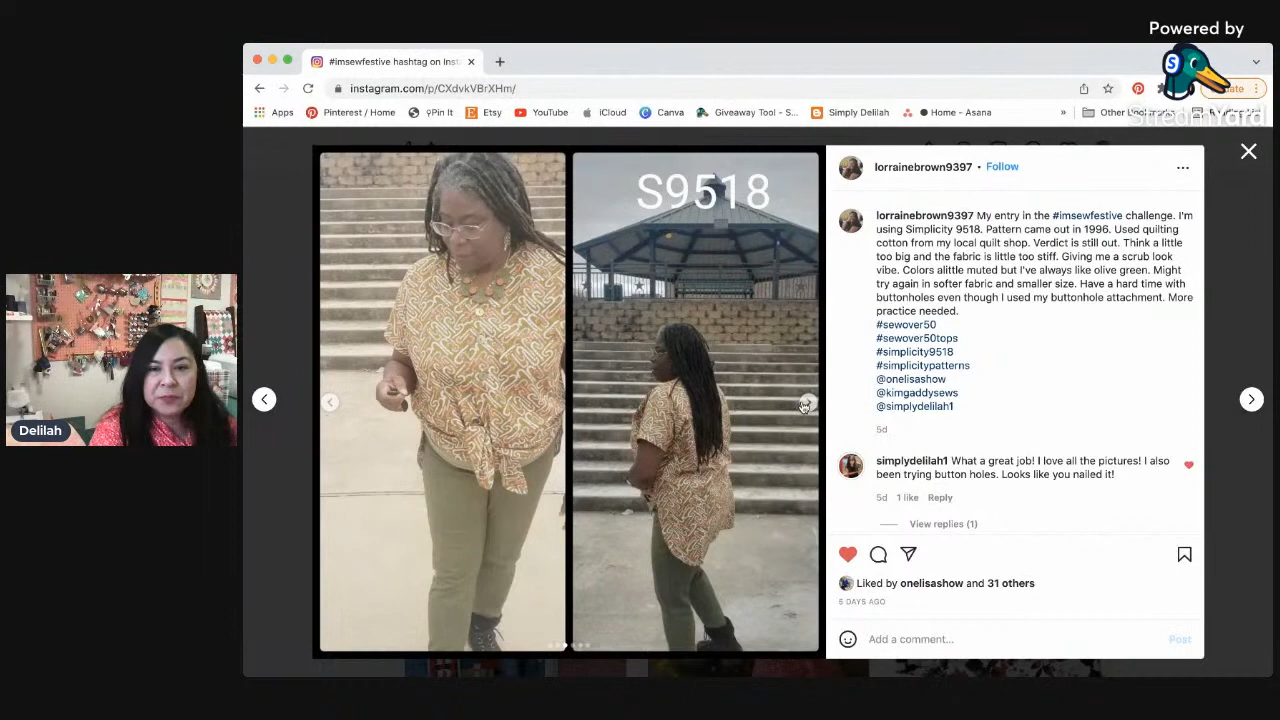 Powered by
#imsewfestive hashtag on Inst
instagram.com/p/CXdvkVBrXHm/
Apps
Pinterest / Home
Pin It
Etsy
YouTube
iCloud
Canva
Giveaway Tool - S...
Simply Delilah
Home - Asana
»
StreamYard
S9518
lorrainebrown9397 • Follow
lorrainebrown9397 My entry in the #imsewfestive challenge. I'm
using Simplicity 9518. Pattern came out in 1996. Used quilting
cotton from my local quilt shop. Verdict is still out. Think a little
too big and the fabric is little too stiff. Giving me a scrub look
vibe. Colors alittle muted but I've always like olive green. Might
try again in softer fabric and smaller size. Have a hard time with
buttonholes even though I used my buttonhole attachment. More
practice needed.
#sewover50
#sewover50tops
#simplicity9518
#simplicitypatterns
@onelisashow
@kimgaddysews
@simplydelilah1
5d
simplydelilah1 What a great job! I love all the pictures! I also
been trying button holes. Looks like you nailed it!
5d 1 like Reply
View replies (1)
Liked by onelisashow and 31 others
6 DAYS AGO
Add a comment...
Post
Delilah